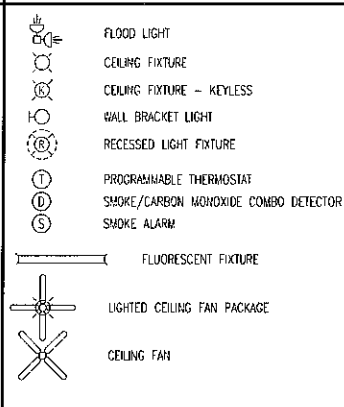 FLOOD LIGHT
CEILING FIXTURE
K CEILING FIXTURE - KEYLESS
WALL BRACKET LIGHT
R RECESSED LIGHT FIXTURE
T PROGRAMMABLE THERMOSTAT
D SMOKE/CARBON MONOXIDE COMBO DETECTOR
S SMOKE ALARM
FLUORESCENT FIXTURE
LIGHTED CEILING FAN PACKAGE
CEILING FAN